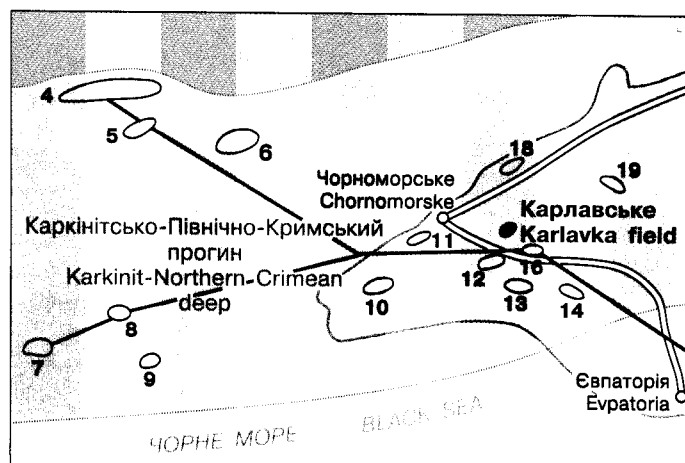 4
5
6
18
19
Чорноморське
Chornomorske
Карлавське
Karlavka field
Каркінітсько-Північно-Кримський
прогин
Karkinit-Northern-Crimean
deep
11
16
12
10
13
14
8
7
9
Євпаторія
Evpatoria
ЧОРНЕ МОРЕ
BLACK SEA